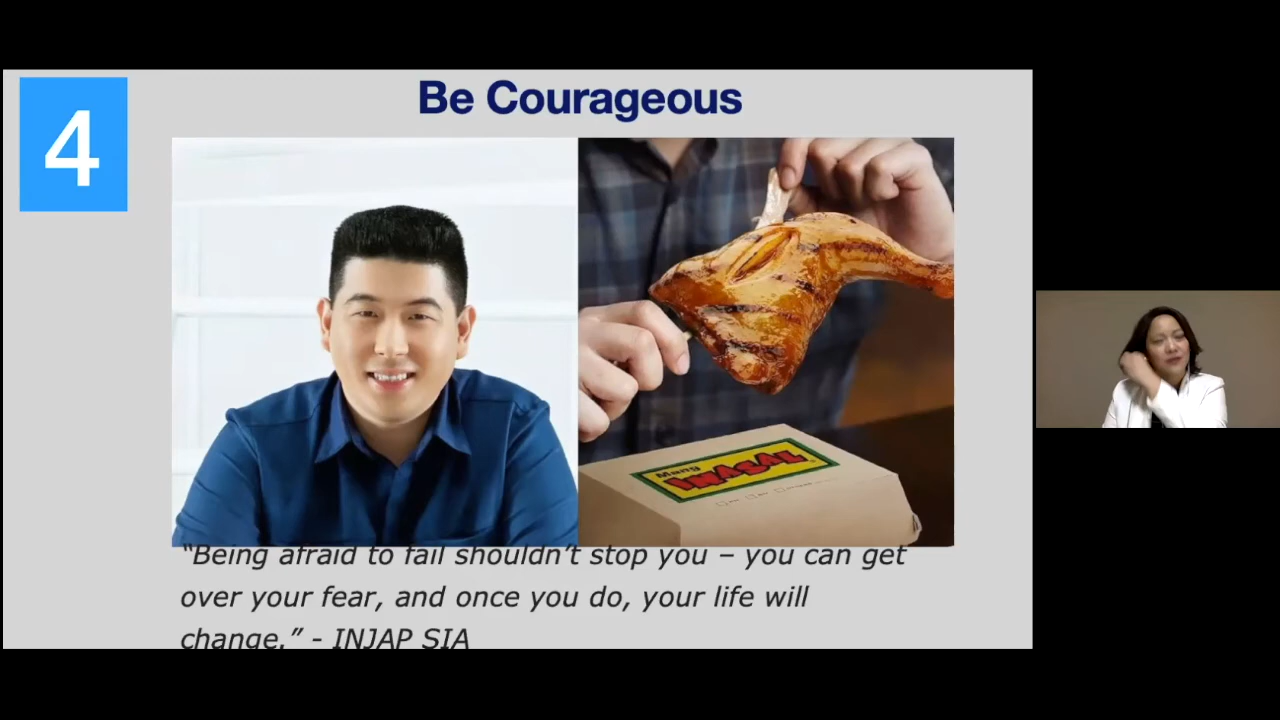 4
Be Courageous
Mang
INASAL
“Being afraid to fail shouldn’t stop you – you can get
over your fear, and once you do, your life will
change.” - INJAP SIA